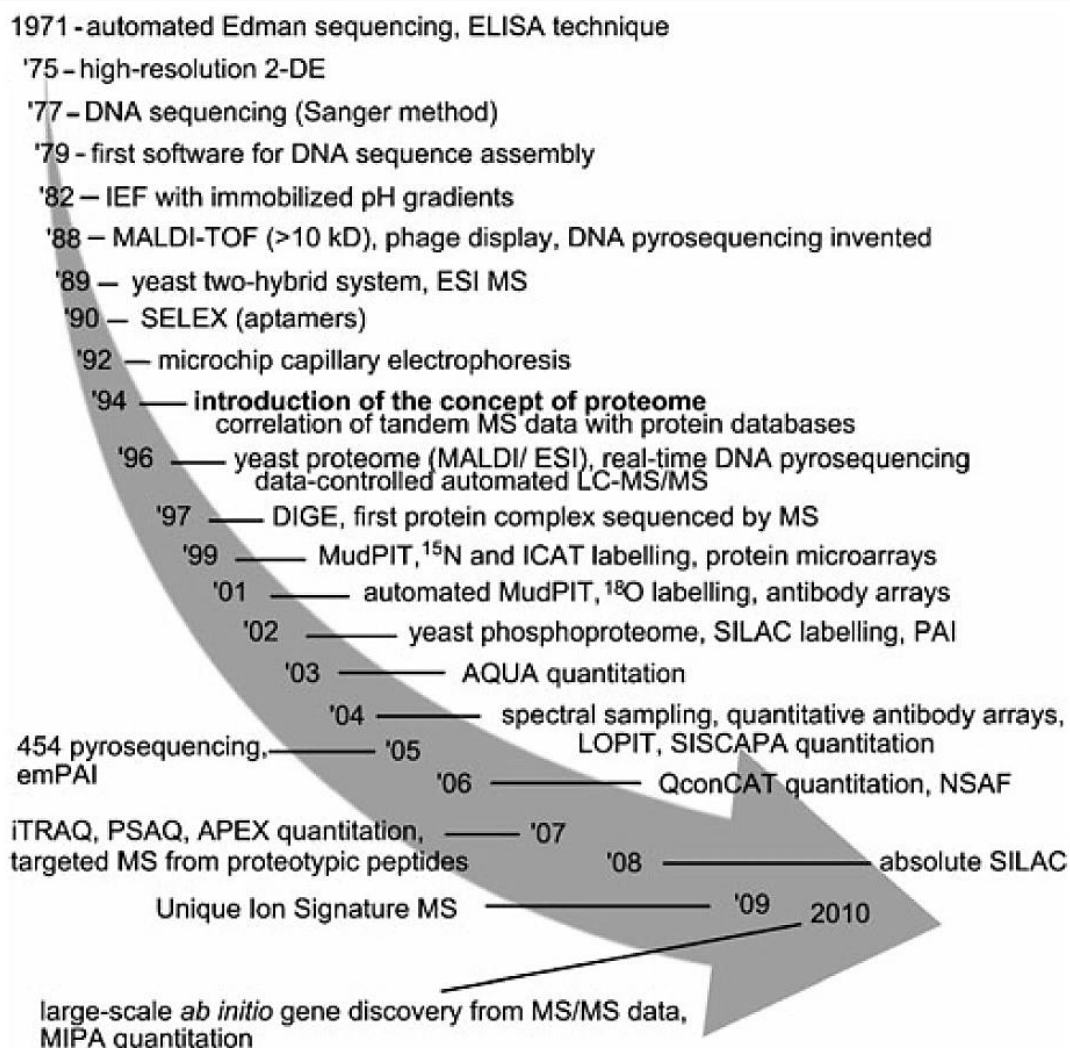 1971 - automated Edman sequencing, ELISA technique
'75 – high-resolution 2-DE
'77 – DNA sequencing (Sanger method)
'79 - first software for DNA sequence assembly
'82 – IEF with immobilized pH gradients
'88 – MALDI-TOF (>10 kD), phage display, DNA pyrosequencing invented
'89 — yeast two-hybrid system, ESI MS
'90 — SELEX (aptamers)
'92 — microchip capillary electrophoresis
'94 — introduction of the concept of proteome
correlation of tandem MS data with protein databases
'96 — yeast proteome (MALDI/ ESI), real-time DNA pyrosequencing
data-controlled automated LC-MS/MS
'97 — DIGE, first protein complex sequenced by MS
'99 — MudPIT, ¹⁵N and ICAT labelling, protein microarrays
'01 — automated MudPIT, ¹⁸O labelling, antibody arrays
'02 — yeast phosphoproteome, SILAC labelling, PAI
'03 — AQUA quantitation
'04 — spectral sampling, quantitative antibody arrays,
LOPIT, SISCAPA quantitation
454 pyrosequencing, — '05
emPAI
'06 — QconCAT quantitation, NSAF
iTRAQ, PSAQ, APEX quantitation, — '07
targeted MS from proteotypic peptides
'08 — absolute SILAC
Unique Ion Signature MS — '09
2010
large-scale ab initio gene discovery from MS/MS data,
MIPA quantitation